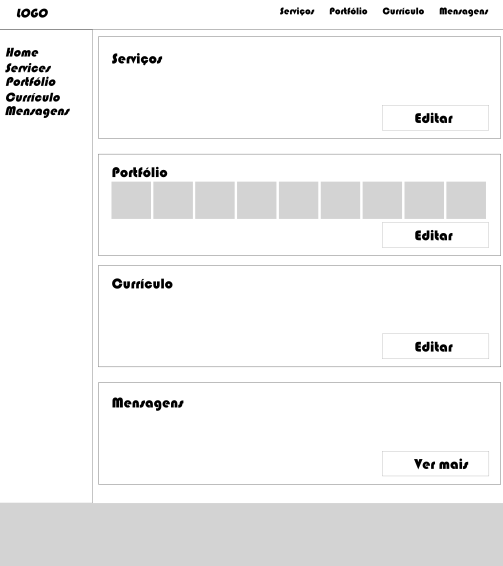 LOGO
Serviços Portfólio Currículo Mensagens
Home
Services
Portfólio
Currículo
Mensagens
Serviços
Editar
Portfólio
Editar
Currículo
Editar
Mensagens
Ver mais